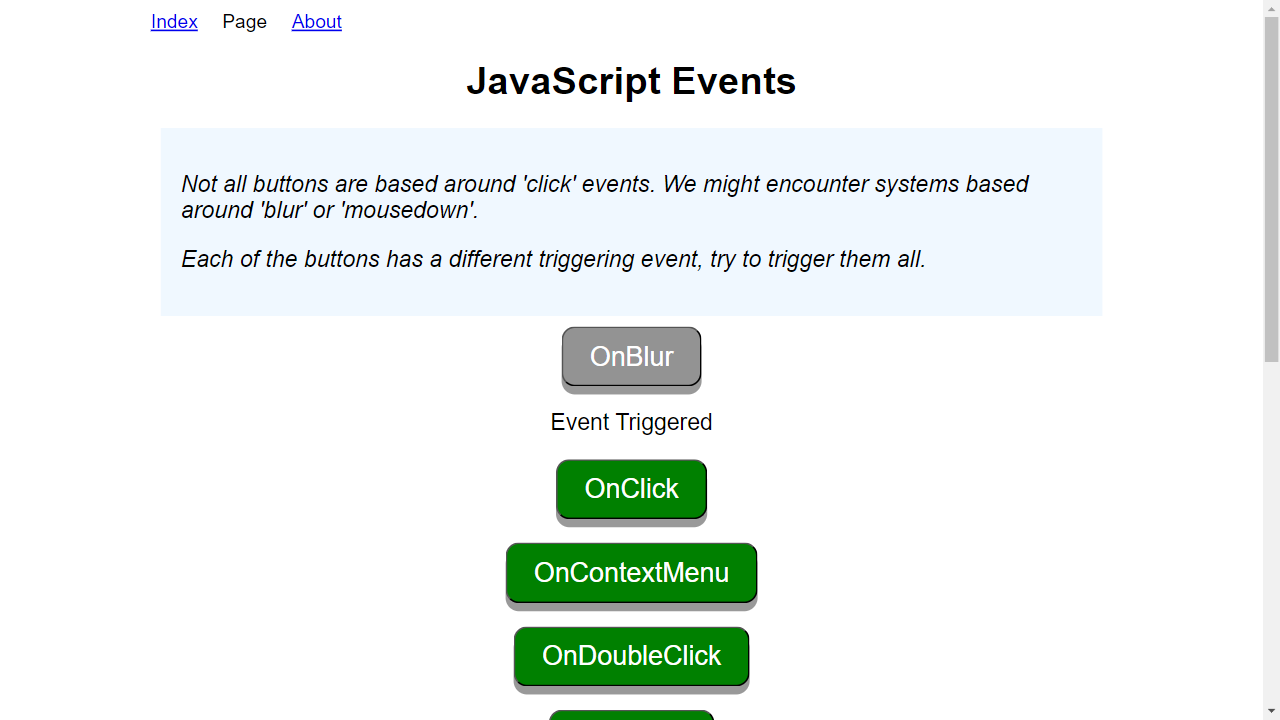 Index Page About
JavaScript Events
Not all buttons are based around 'click' events. We might encounter systems based
around 'blur' or 'mousedown'.
Each of the buttons has a different triggering event, try to trigger them all.
OnBlur
Event Triggered
OnClick
OnContextMenu
OnDoubleClick